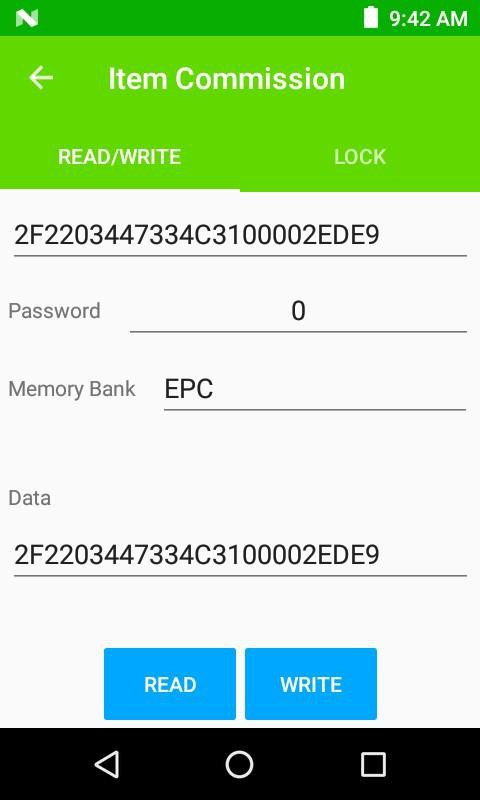 9:42 AM
Item Commission
READ/WRITE LOCK
2F2203447334C3100002EDE9
Password 0
Memory Bank EPC
Data
2F2203447334C3100002EDE9
READ WRITE